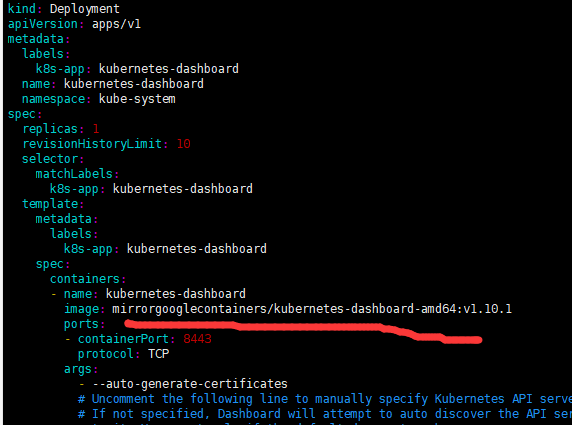 kind: Deployment
apiVersion: apps/v1
metadata:
  labels:
    k8s-app: kubernetes-dashboard
  name: kubernetes-dashboard
  namespace: kube-system
spec:
  replicas: 1
  revisionHistoryLimit: 10
  selector:
    matchLabels:
      k8s-app: kubernetes-dashboard
  template:
    metadata:
      labels:
        k8s-app: kubernetes-dashboard
    spec:
      containers:
      - name: kubernetes-dashboard
        image: mirrorgooglecontainers/kubernetes-dashboard-amd64:v1.10.1
        ports:
        - containerPort: 8443
          protocol: TCP
        args:
          - --auto-generate-certificates
          # Uncomment the following line to manually specify Kubernetes API serve
          # If not specified, Dashboard will attempt to auto discover the API ser